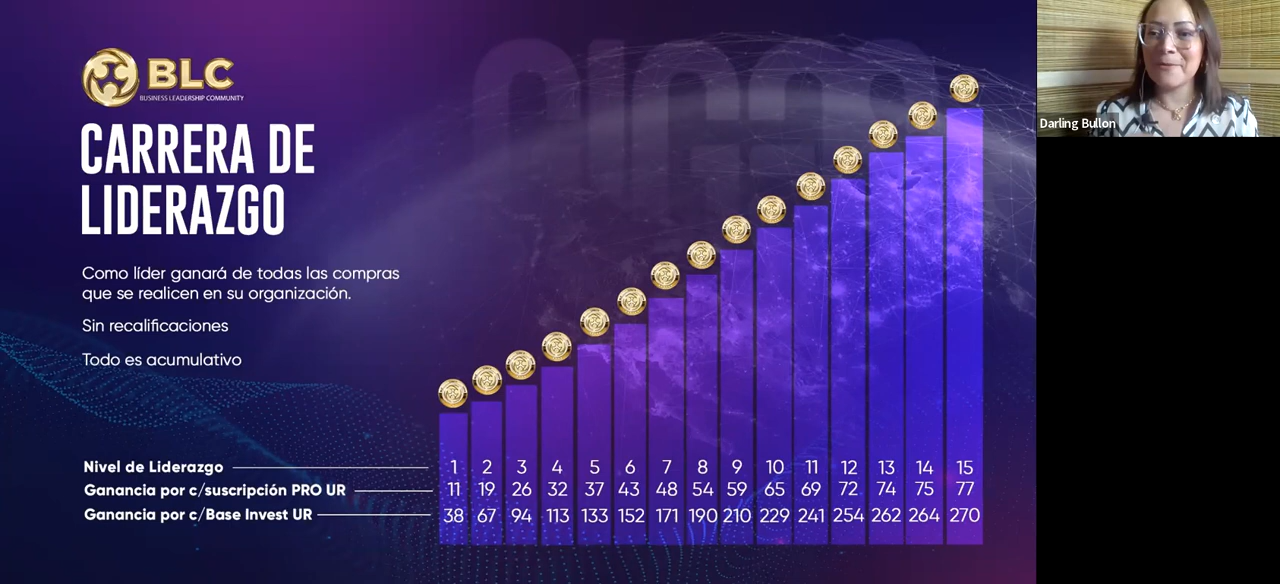 BLC
BUSINESS LEADERSHIP COMMUNITY
CARRERA DE
LIDERAZGO
Como líder ganará de todas las compras
que se realicen en su organización.
Sin recalificaciones
Todo es acumulativo
Nivel de Liderazgo 1 2 3 4 5 6 7 8 9 10 11 12 13 14 15
Ganancia por c/suscripción PRO UR 11 19 26 32 37 43 48 54 59 65 69 72 74 75 77
Ganancia por c/Base Invest UR 38 67 94 113 133 152 171 190 210 229 241 254 262 264 270
Darling Bullon